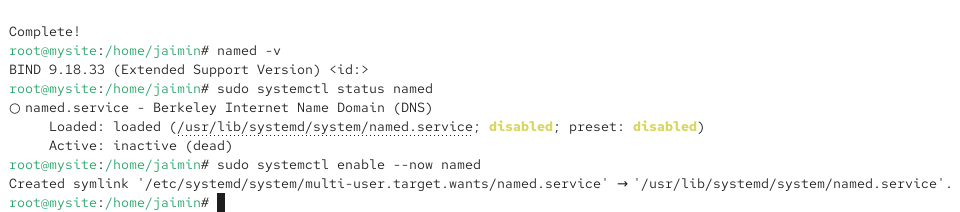 Complete!
root@mysite:/home/jaimin# named -v
BIND 9.18.33 (Extended Support Version) <id:>
root@mysite:/home/jaimin# sudo systemctl status named
○ named.service - Berkeley Internet Name Domain (DNS)
     Loaded: loaded (/usr/lib/systemd/system/named.service; disabled; preset: disabled)
     Active: inactive (dead)
root@mysite:/home/jaimin# sudo systemctl enable --now named
Created symlink '/etc/systemd/system/multi-user.target.wants/named.service' → '/usr/lib/systemd/system/named.service'.
root@mysite:/home/jaimin#